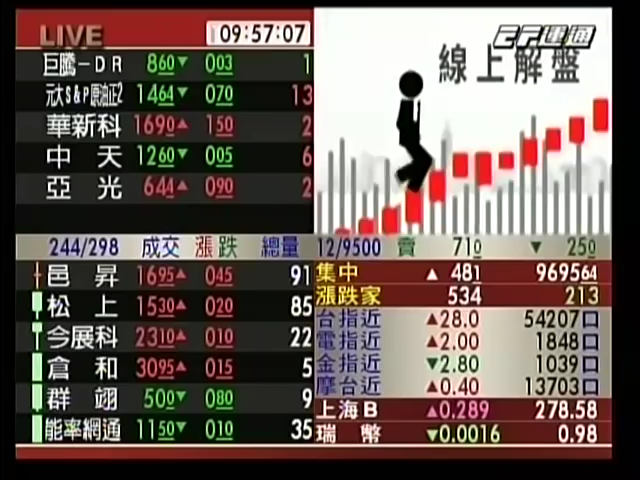 LIVE 09:57:07
巨騰-DR 860▼ 003 1
元大S&P原油正2 1464▼ 070 13
華新科 1690▲ 150 2
中天 1260▼ 005 6
亞光 644▲ 090 2
線上解盤
244/298 成交 漲跌 總量
邑昇 1695▲ 045 91
松上 1530▲ 020 85
今展科 2310▲ 010 22
倉和 3095▲ 015 5
群翊 500▼ 080 9
能率網通 1150▼ 010 35
12/9500 賣 710 ▼ 250
集中 ▲ 481 96954
漲跌家 534 213
台指近 ▲28.0 54207口
電指近 ▲2.00 1848口
金指近 ▼2.80 1039口
摩台近 ▲0.40 13703口
上海B ▲0.289 278.58
瑞幣 ▼0.0016 0.98